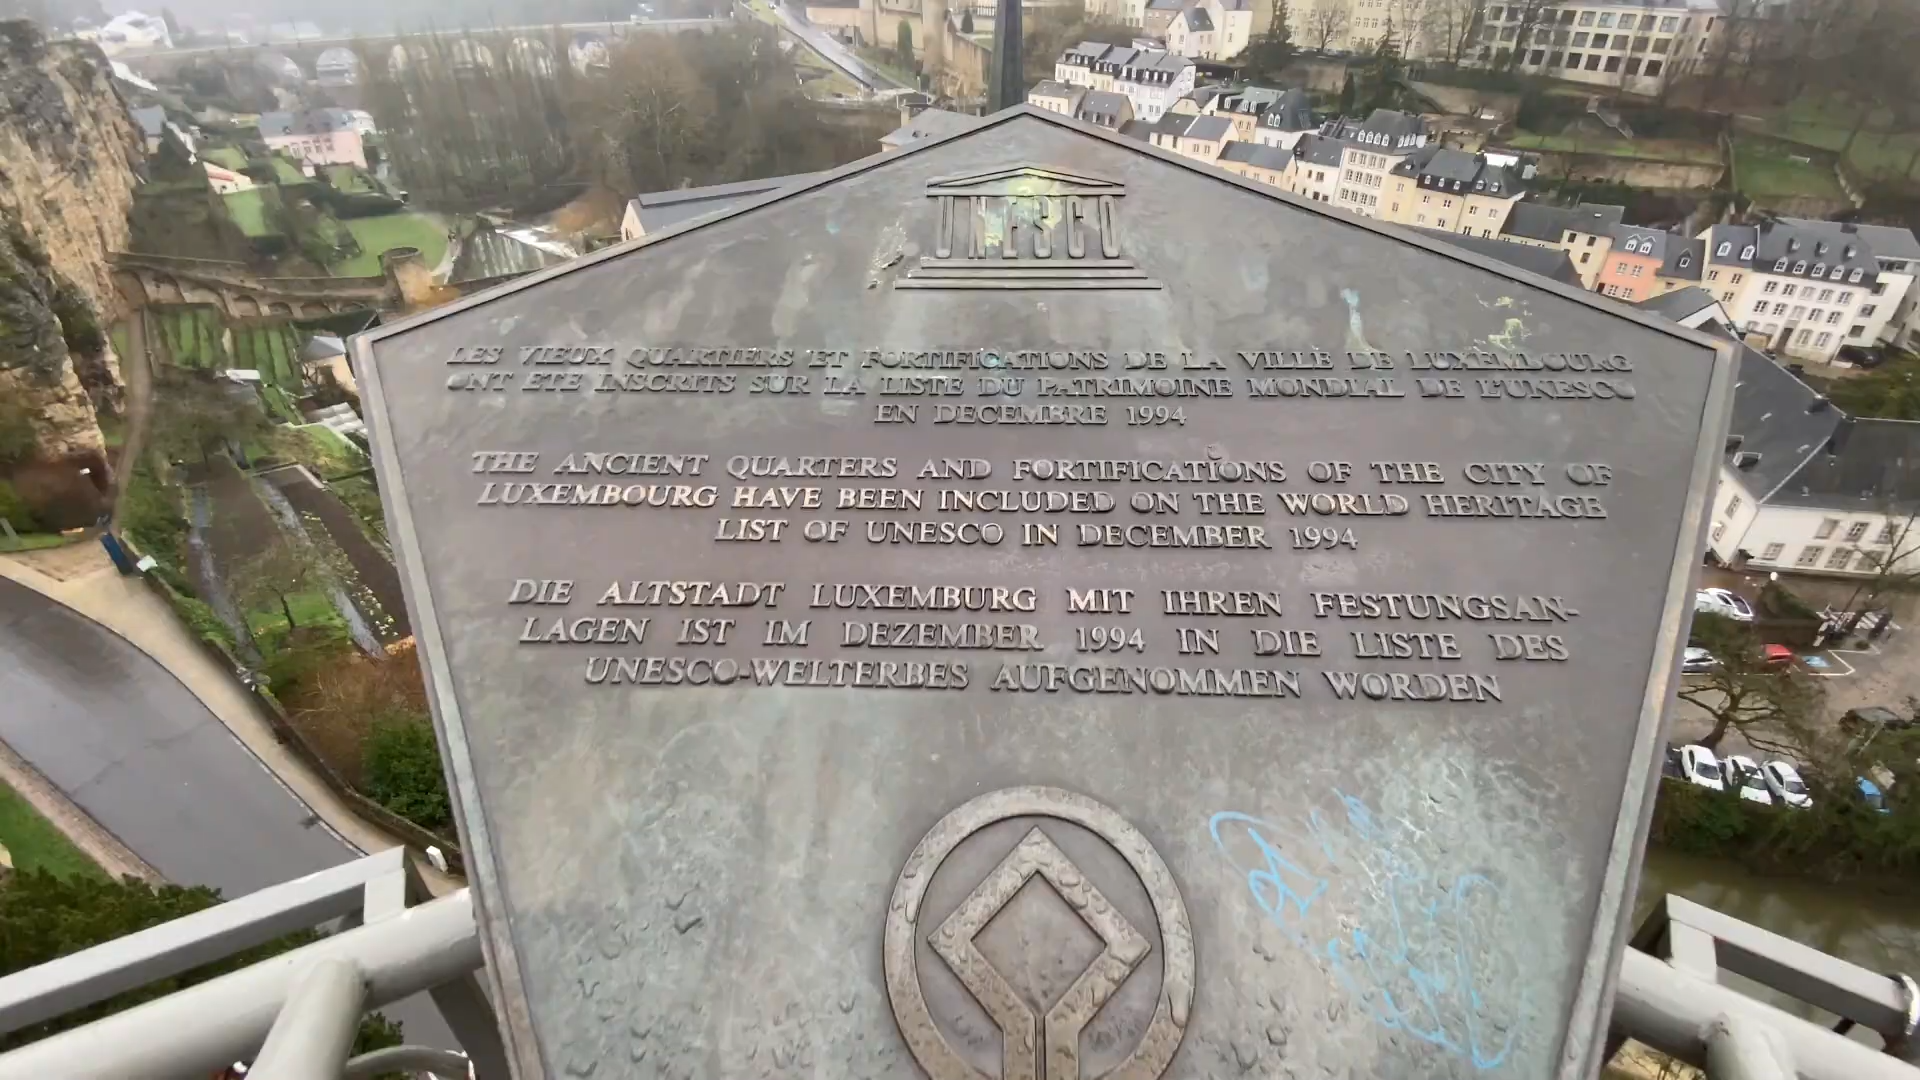 UNESCO
LES VIEUX QUARTIERS ET FORTIFICATIONS DE LA VILLE DE LUXEMBOURG
ONT ETE INSCRITS SUR LA LISTE DU PATRIMOINE MONDIAL DE L'UNESCO
EN DECEMBRE 1994
THE ANCIENT QUARTERS AND FORTIFICATIONS OF THE CITY OF
LUXEMBOURG HAVE BEEN INCLUDED ON THE WORLD HERITAGE
LIST OF UNESCO IN DECEMBER 1994
DIE ALTSTADT LUXEMBURG MIT IHREN FESTUNGSAN-
LAGEN IST IM DEZEMBER 1994 IN DIE LISTE DES
UNESCO-WELTERBES AUFGENOMMEN WORDEN